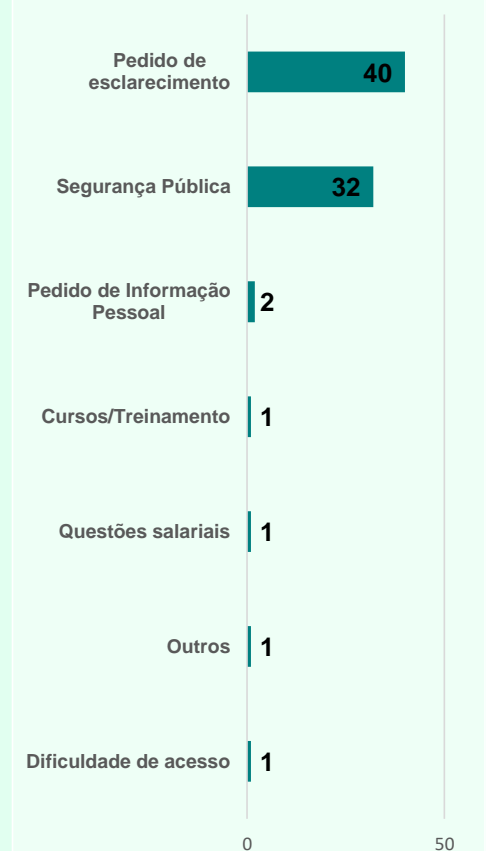 Pedido de
esclarecimento
40
Segurança Pública
32
Pedido de Informação
Pessoal
2
Cursos/Treinamento
1
Questões salariais
1
Outros
1
Dificuldade de acesso
1
0
50